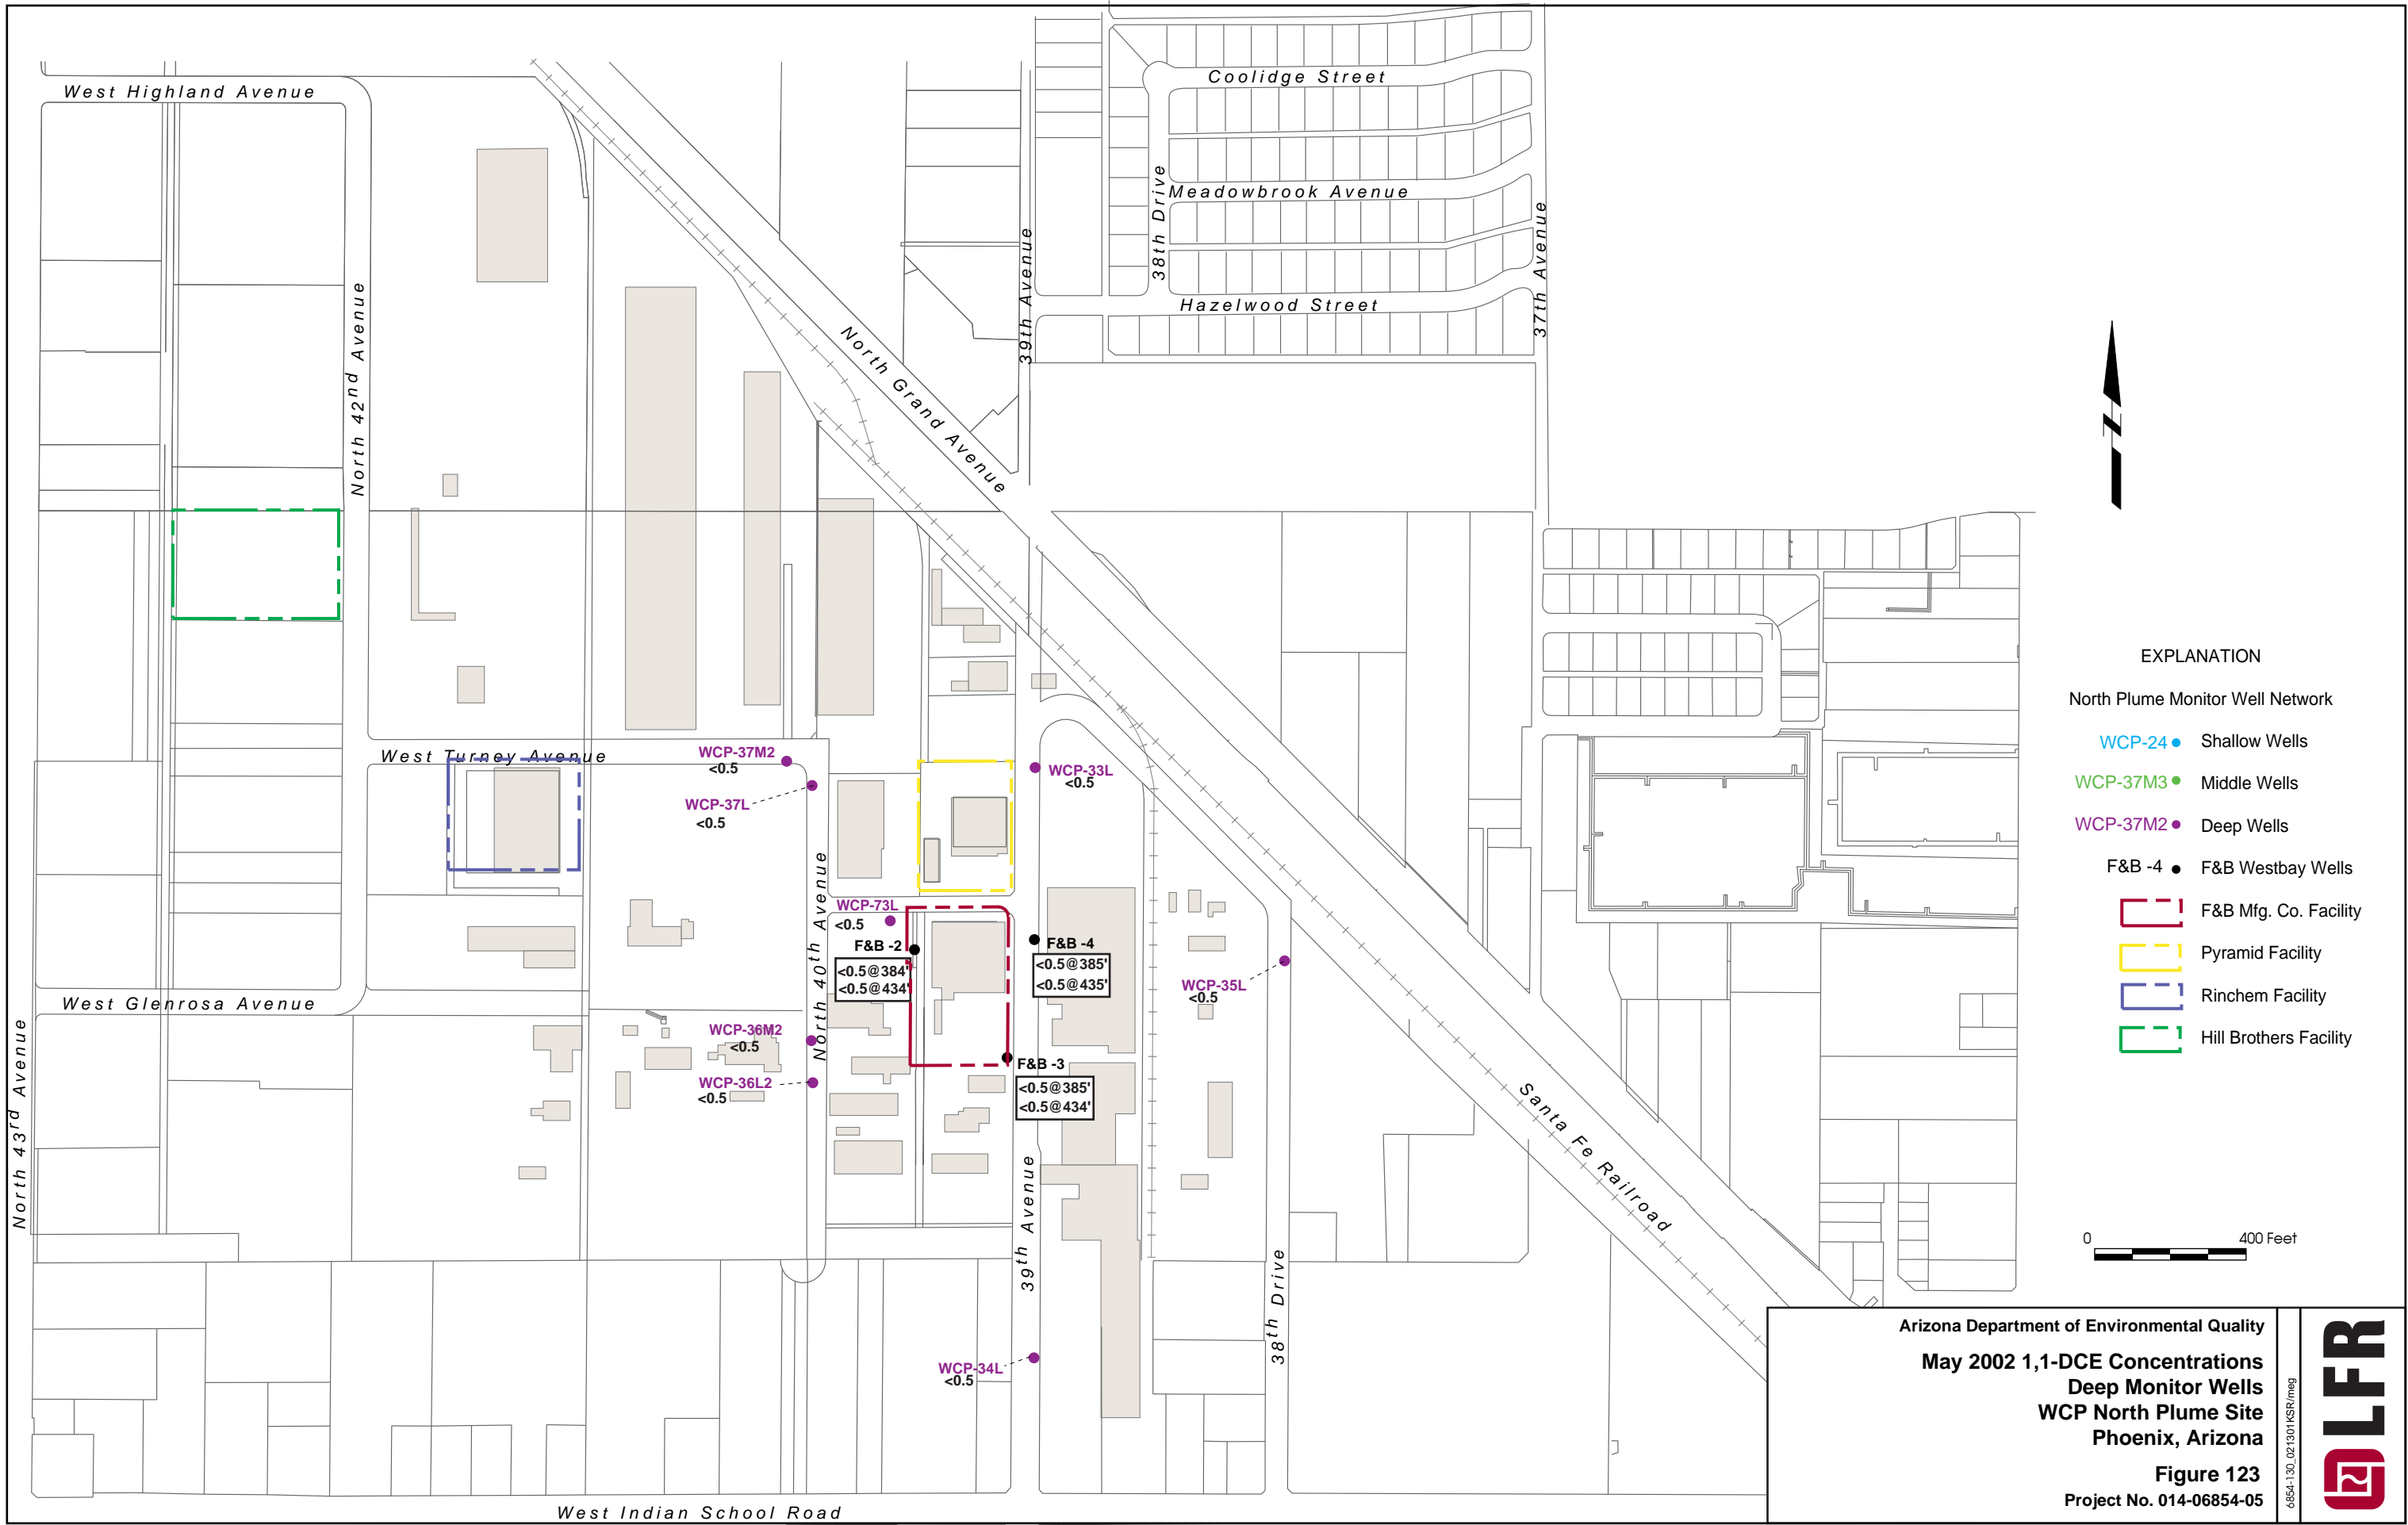 West Highland Avenue
Coolidge Street
38th Drive
Meadowbrook Avenue
39th Avenue
37th Avenue
Hazelwood Street
North 42nd Avenue
North Grand Avenue
West Turney Avenue
WCP-37M2
<0.5
WCP-37L
<0.5
WCP-33L
<0.5
North 40th Avenue
WCP-73L
<0.5
F&B -2
<0.5@384'
<0.5@434'
F&B -4
<0.5@385'
<0.5@435'
WCP-35L
<0.5
West Glenrosa Avenue
WCP-36M2
<0.5
WCP-36L2
<0.5
F&B -3
<0.5@385'
<0.5@434'
North 43rd Avenue
39th Avenue
38th Drive
Santa Fe Railroad
WCP-34L
<0.5
West Indian School Road
N
EXPLANATION
North Plume Monitor Well Network
WCP-24 Shallow Wells
WCP-37M3 Middle Wells
WCP-37M2 Deep Wells
F&B -4 F&B Westbay Wells
F&B Mfg. Co. Facility
Pyramid Facility
Rinchem Facility
Hill Brothers Facility
0 400 Feet
Arizona Department of Environmental Quality
May 2002 1,1-DCE Concentrations
Deep Monitor Wells
WCP North Plume Site
Phoenix, Arizona
Figure 123
Project No. 014-06854-05
6854-130_021301KSR/meg
LFR